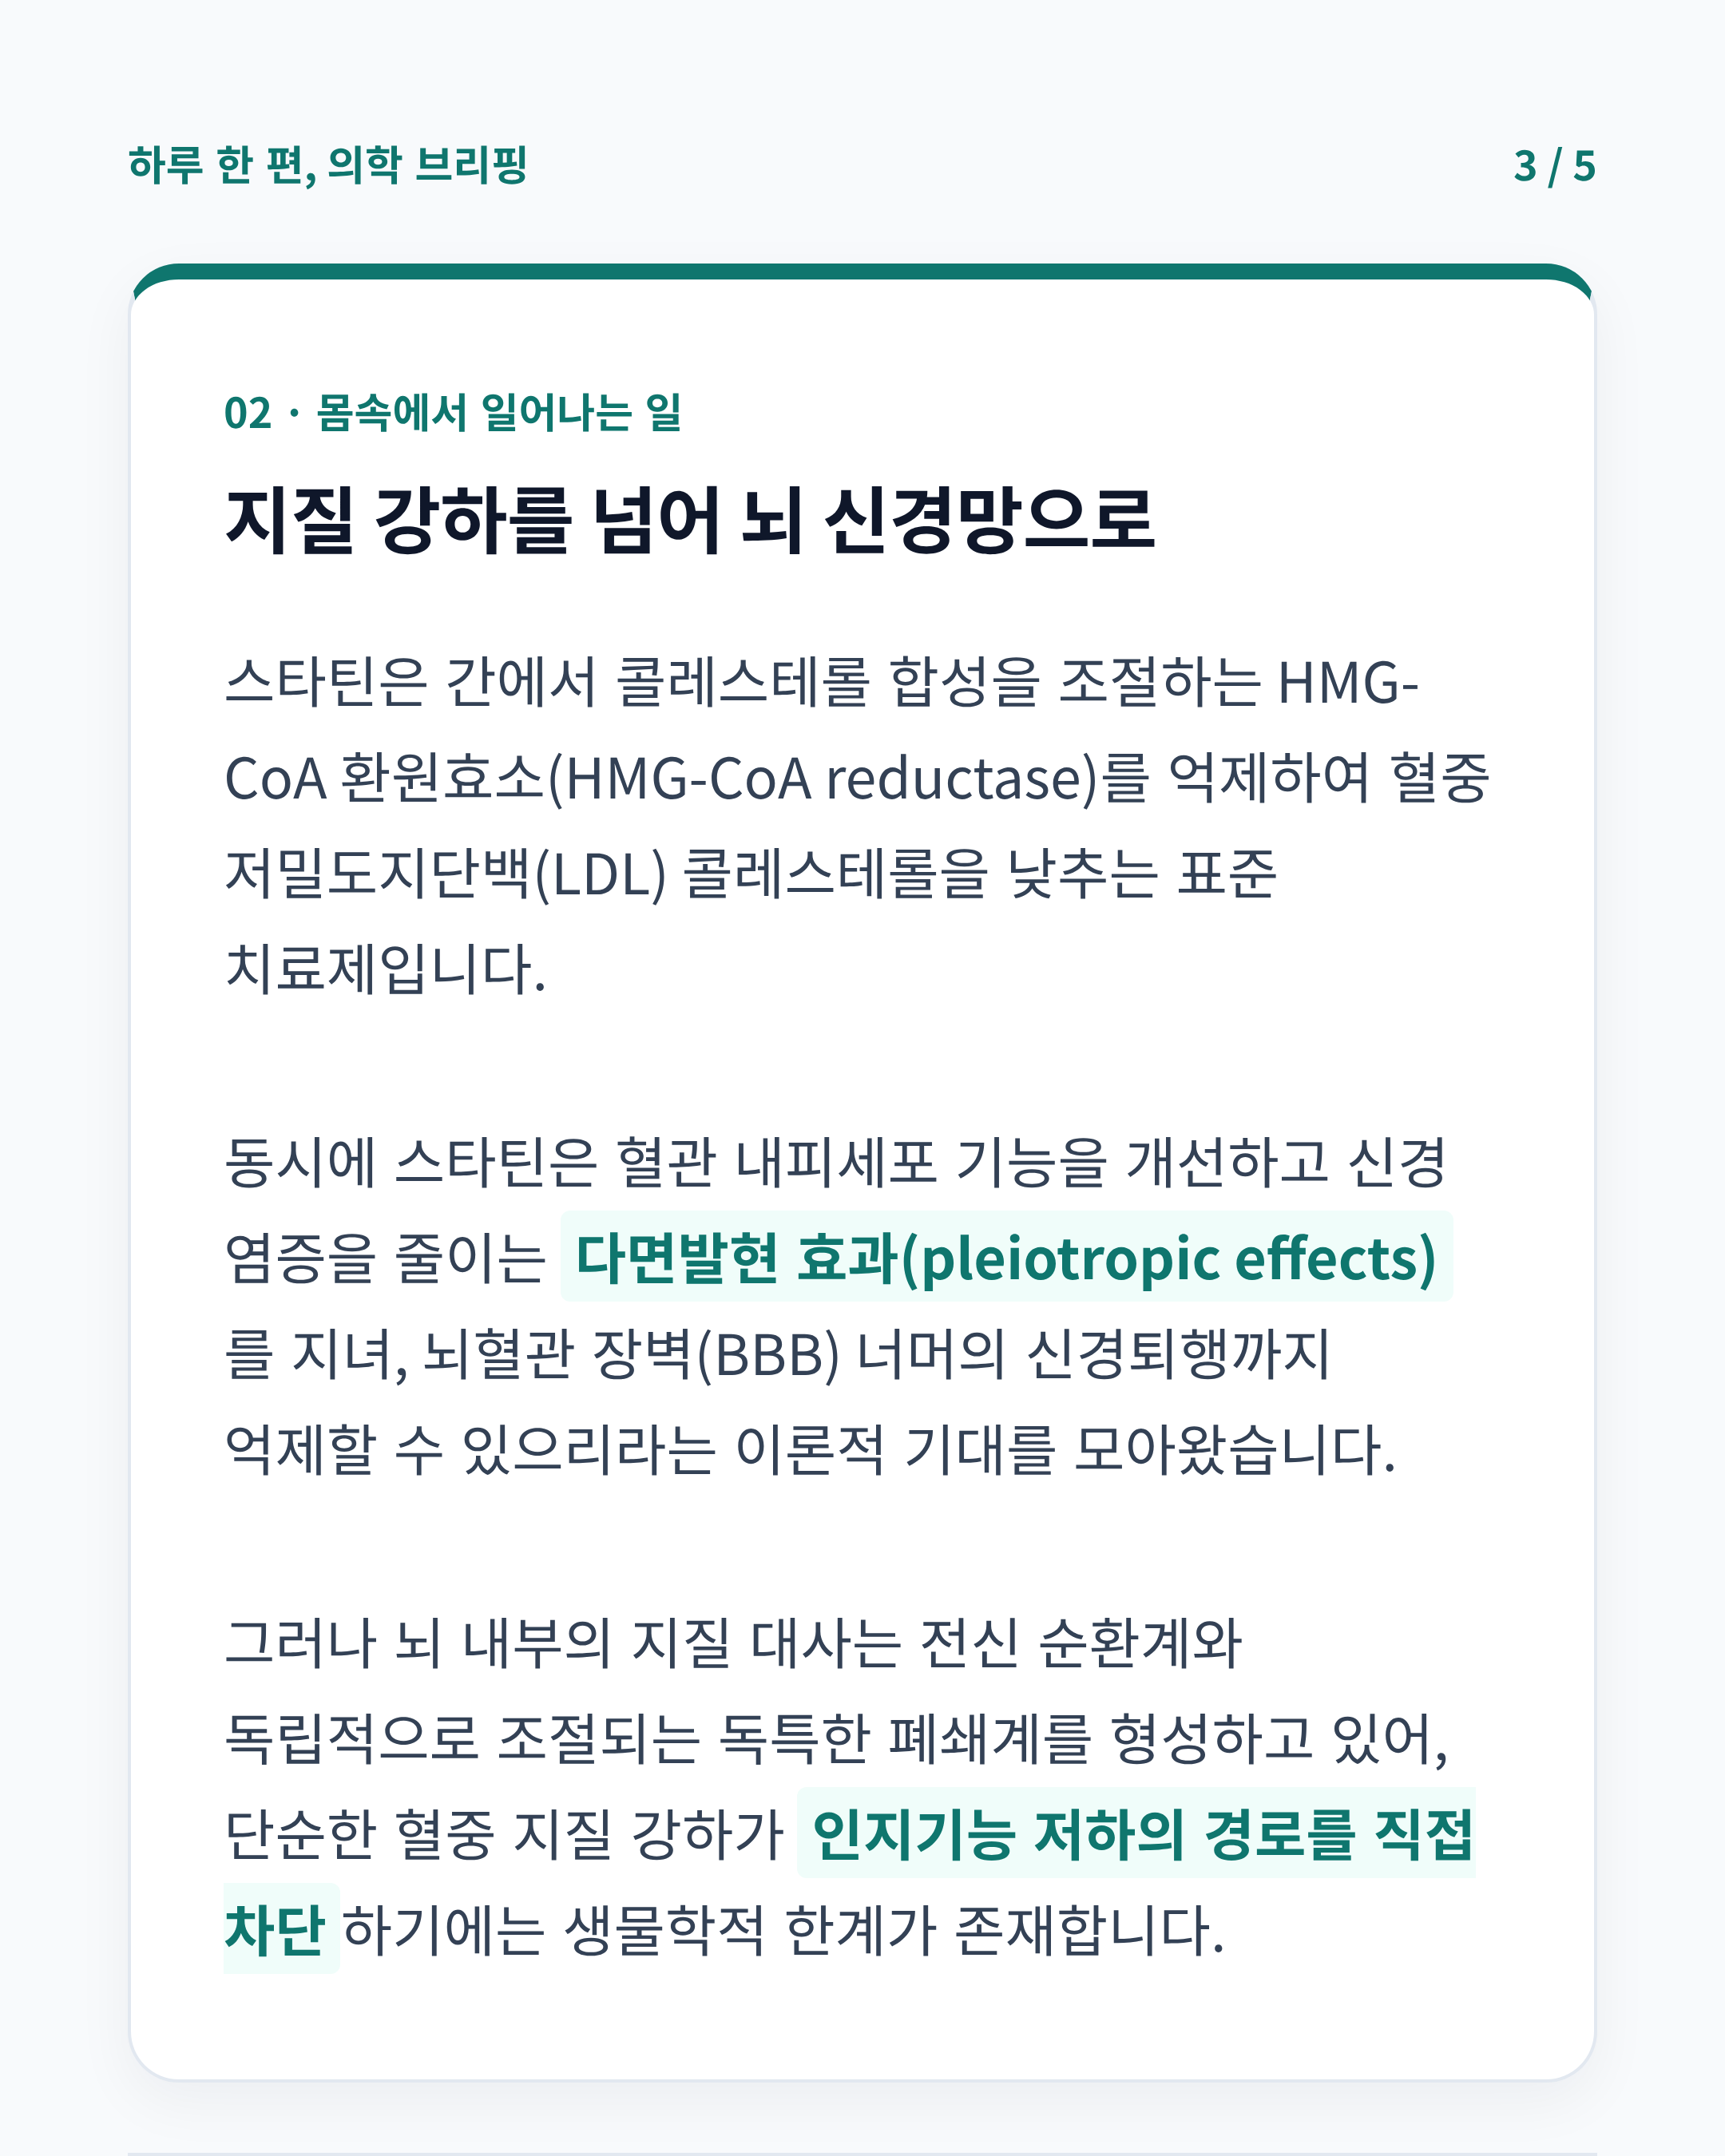 하루 한 편, 의학 브리핑
3 / 5
02 · 몸속에서 일어나는 일
지질 강하를 넘어 뇌 신경망으로
스타틴은 간에서 콜레스테롤 합성을 조절하는 HMG-
CoA 환원효소(HMG-CoA reductase)를 억제하여 혈중
저밀도지단백(LDL) 콜레스테롤을 낮추는 표준
치료제입니다.
동시에 스타틴은 혈관 내피세포 기능을 개선하고 신경
염증을 줄이는 다면발현 효과(pleiotropic effects)
를 지녀, 뇌혈관 장벽(BBB) 너머의 신경퇴행까지
억제할 수 있으리라는 이론적 기대를 모아왔습니다.
그러나 뇌 내부의 지질 대사는 전신 순환계와
독립적으로 조절되는 독특한 폐쇄계를 형성하고 있어,
단순한 혈중 지질 강하가 인지기능 저하의 경로를 직접
차단하기에는 생물학적 한계가 존재합니다.